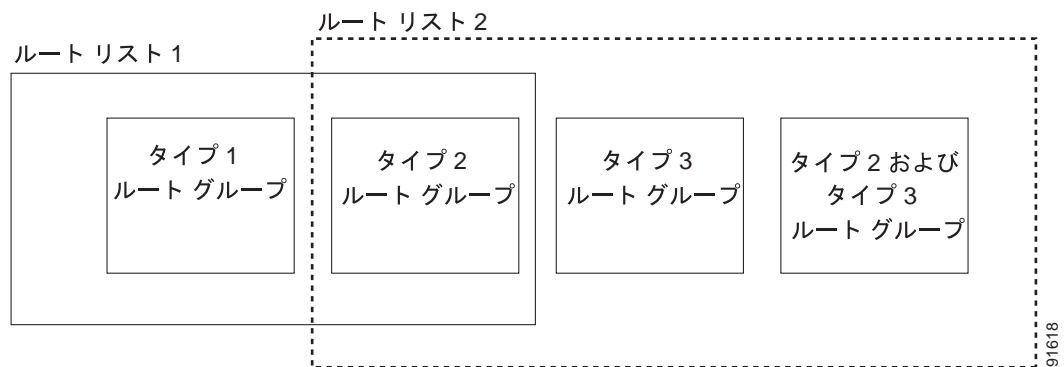 ルート リスト 2
ルート リスト 1
タイプ 1
ルート グループ
タイプ 2
ルート グループ
タイプ 3
ルート グループ
タイプ 2 および
タイプ 3
ルート グループ
91618